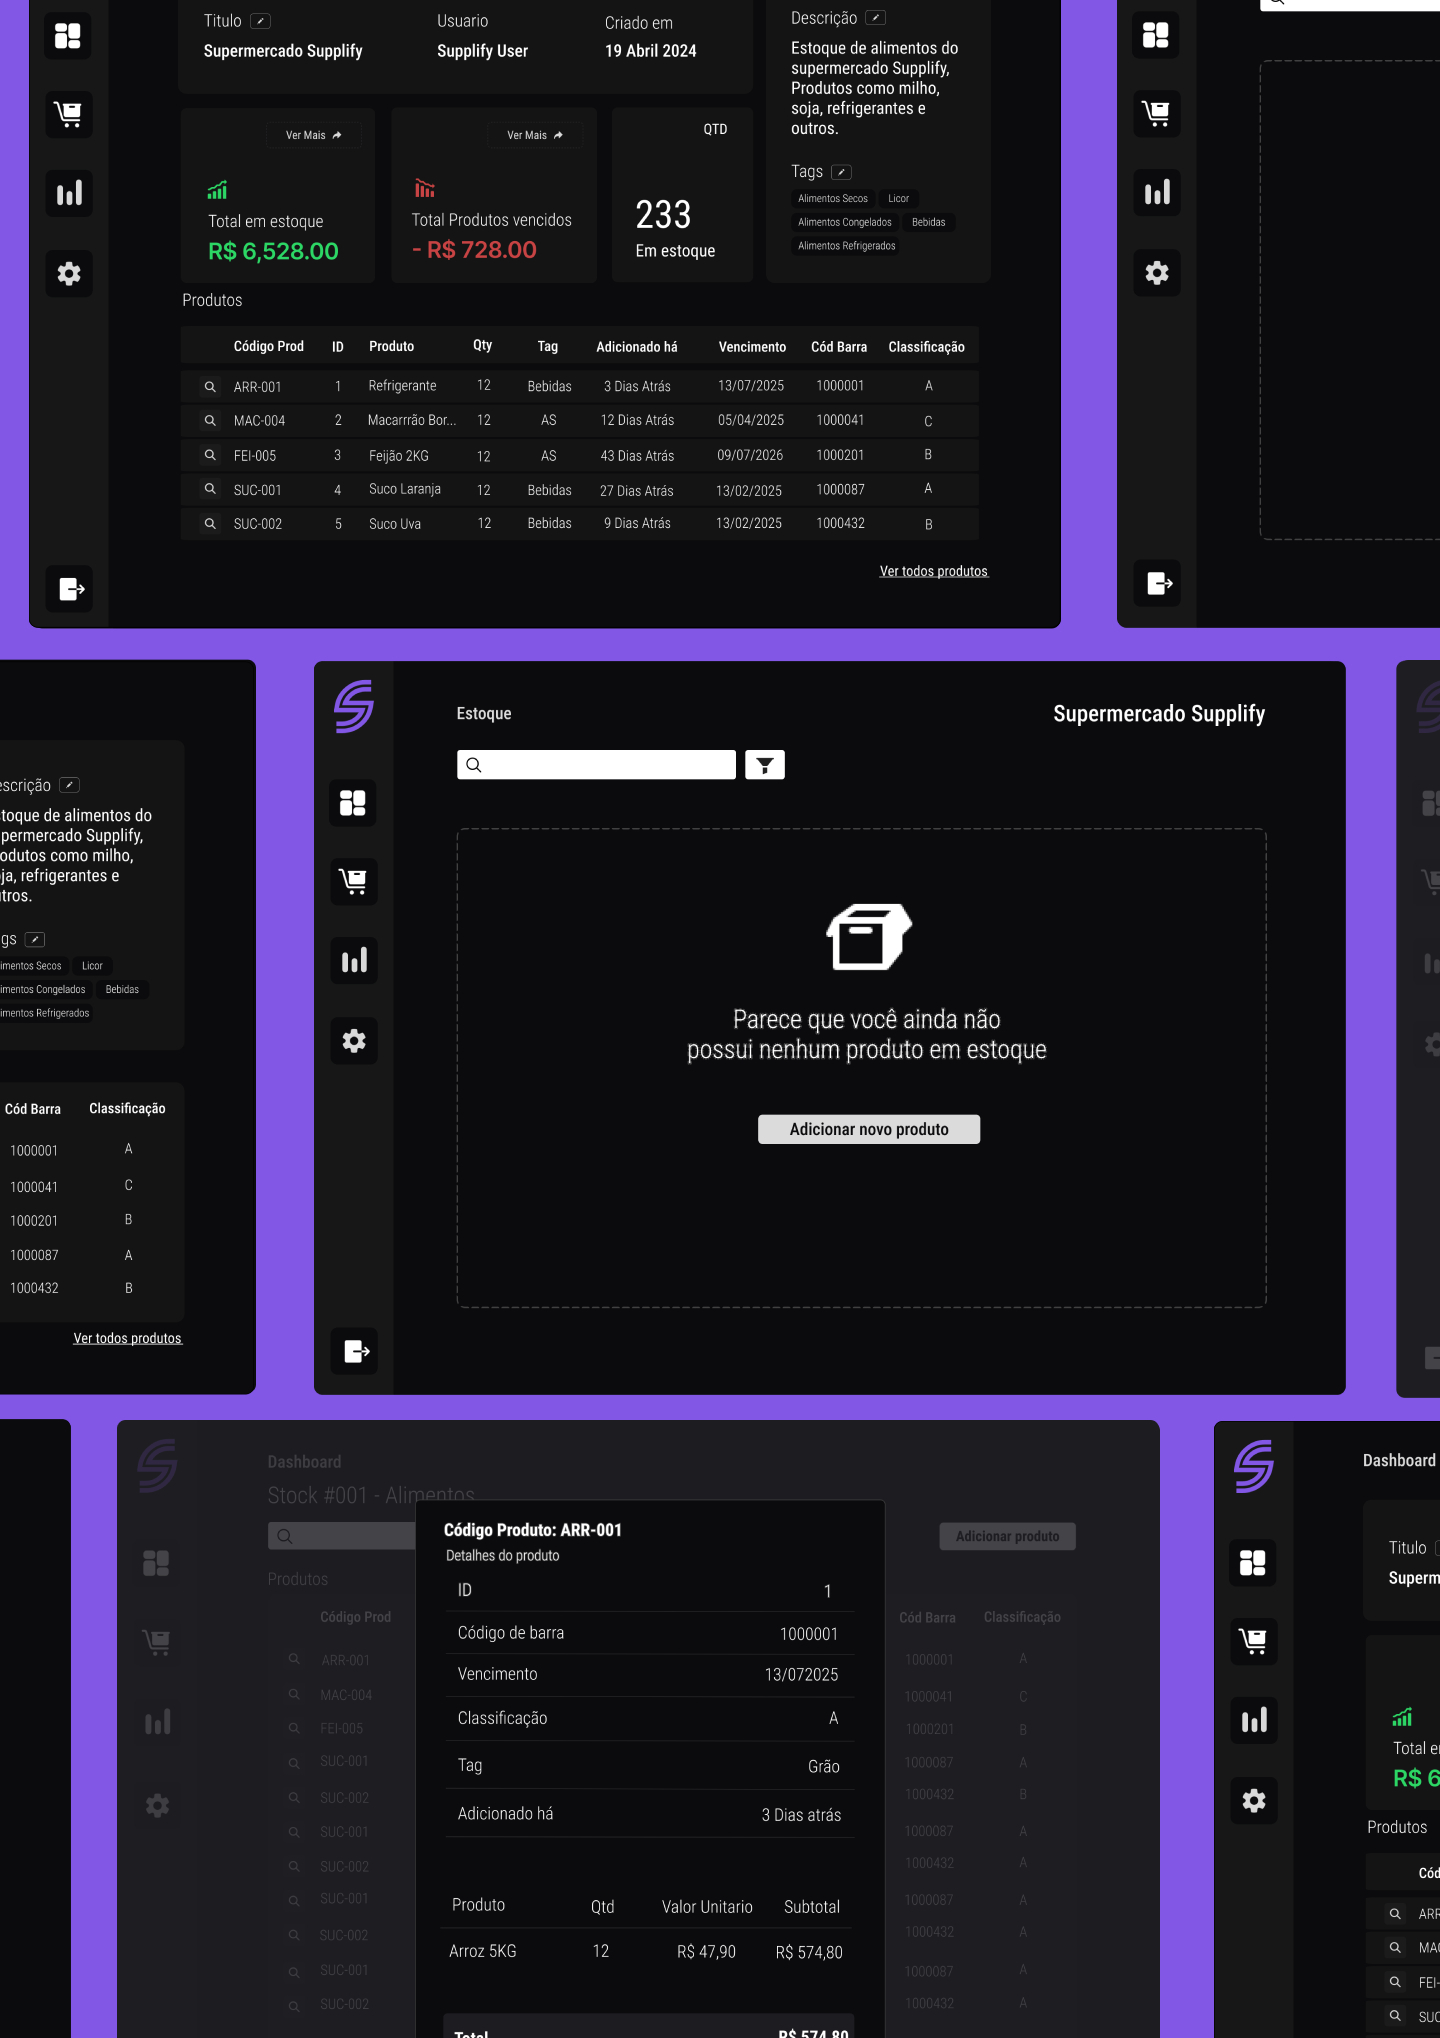 Titulo
Supermercado Supplify
Usuario
Supplify User
Criado em
19 Abril 2024
Descrição
Estoque de alimentos do
supermercado Supplify,
Produtos como milho,
soja, refrigerantes e
outros.
Tags
Alimentos Secos Licor
Alimentos Congelados Bebidas
Alimentos Refrigerados
Ver Mais
Total em estoque
R$ 6,528.00
Ver Mais
Total Produtos vencidos
- R$ 728.00
QTD
233
Em estoque
Produtos
Código Prod ID Produto Qty Tag Adicionado há Vencimento Cód Barra Classificação
ARR-001 1 Refrigerante 12 Bebidas 3 Dias Atrás 13/07/2025 1000001 A
MAC-004 2 Macarrrão Bor... 12 AS 12 Dias Atrás 05/04/2025 1000041 C
FEI-005 3 Feijão 2KG 12 AS 43 Dias Atrás 09/07/2026 1000201 B
SUC-001 4 Suco Laranja 12 Bebidas 27 Dias Atrás 13/02/2025 1000087 A
SUC-002 5 Suco Uva 12 Bebidas 9 Dias Atrás 13/02/2025 1000432 B
Ver todos produtos
escrição
toque de alimentos do
permercado Supplify,
odutos como milho,
ja, refrigerantes e
tros.
gs
imentos Secos Licor
imentos Congelados Bebidas
imentos Refrigerados
Cód Barra Classificação
1000001 A
1000041 C
1000201 B
1000087 A
1000432 B
Ver todos produtos
Estoque
Supermercado Supplify
Parece que você ainda não
possui nenhum produto em estoque
Adicionar novo produto
Dashboard
Stock #001 - Alimentos
Adicionar produto
Produtos
Código Prod
ARR-001
MAC-004
FEI-005
SUC-001
SUC-002
SUC-001
SUC-002
SUC-001
SUC-002
SUC-001
SUC-002
Código Produto: ARR-001
Detalhes do produto
ID 1
Código de barra 1000001
Vencimento 13/072025
Classificação A
Tag Grão
Adicionado há 3 Dias atrás
Produto Qtd Valor Unitario Subtotal
Arroz 5KG 12 R$ 47,90 R$ 574,80
Total R$ 574,80
Cód Barra Classificação
1000001 A
1000041 C
1000201 B
1000087 A
1000432 B
1000087 A
1000432 A
1000087 A
1000432 A
1000087 A
1000432 A
Dashboard
Titulo
Superm
Total e
R$ 6
Produtos
Cód
ARR
MAC
FEI-
SUC